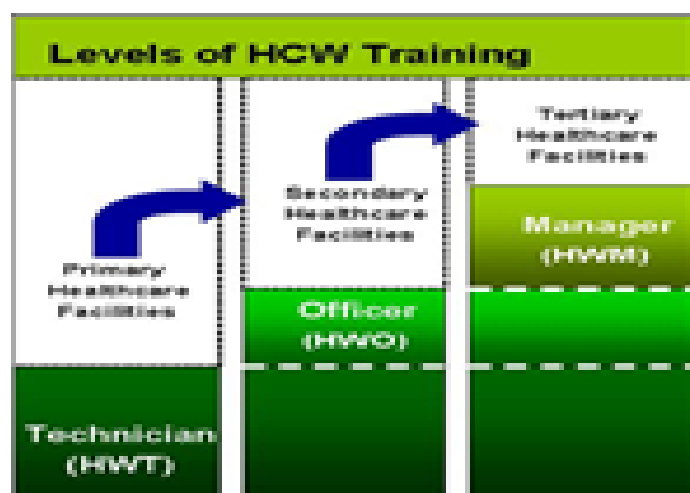 Levels of HCW Training
Primary
Healthcare
Facilities
Technician
(HWT)
Secondary
Healthcare
Facilities
Officer
(HWO)
Tertiary
Healthcare
Facilities
Manager
(HWM)